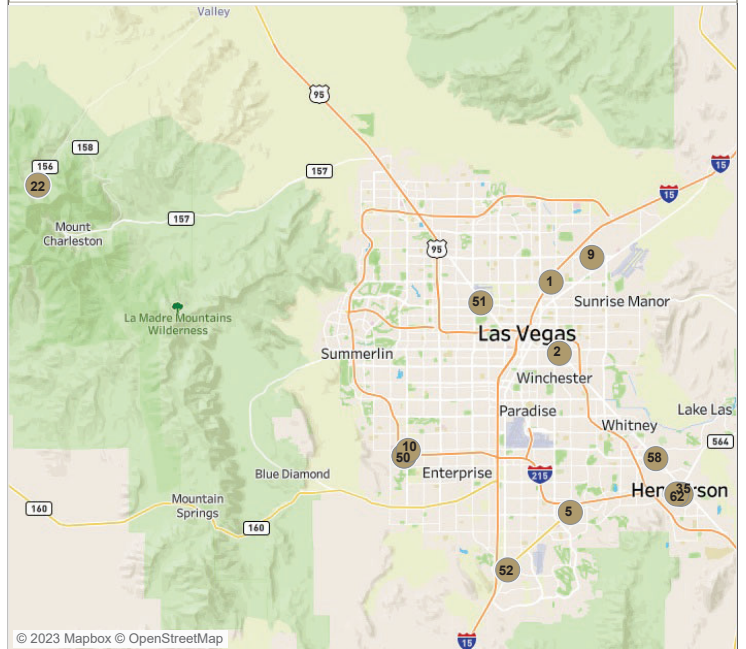 Valley
95
158
156
157
15
15
22
157
Mount
Charleston
95
9
1
51
Sunrise Manor
La Madre Mountains
Wilderness
Las Vegas
2
Summerlin
Winchester
Paradise
Lake Las
Whitney
564
10
50
58
Blue Diamond
Enterprise
215
35
Henderson
62
160
Mountain
Springs
5
160
52
15
© 2023 Mapbox © OpenStreetMap